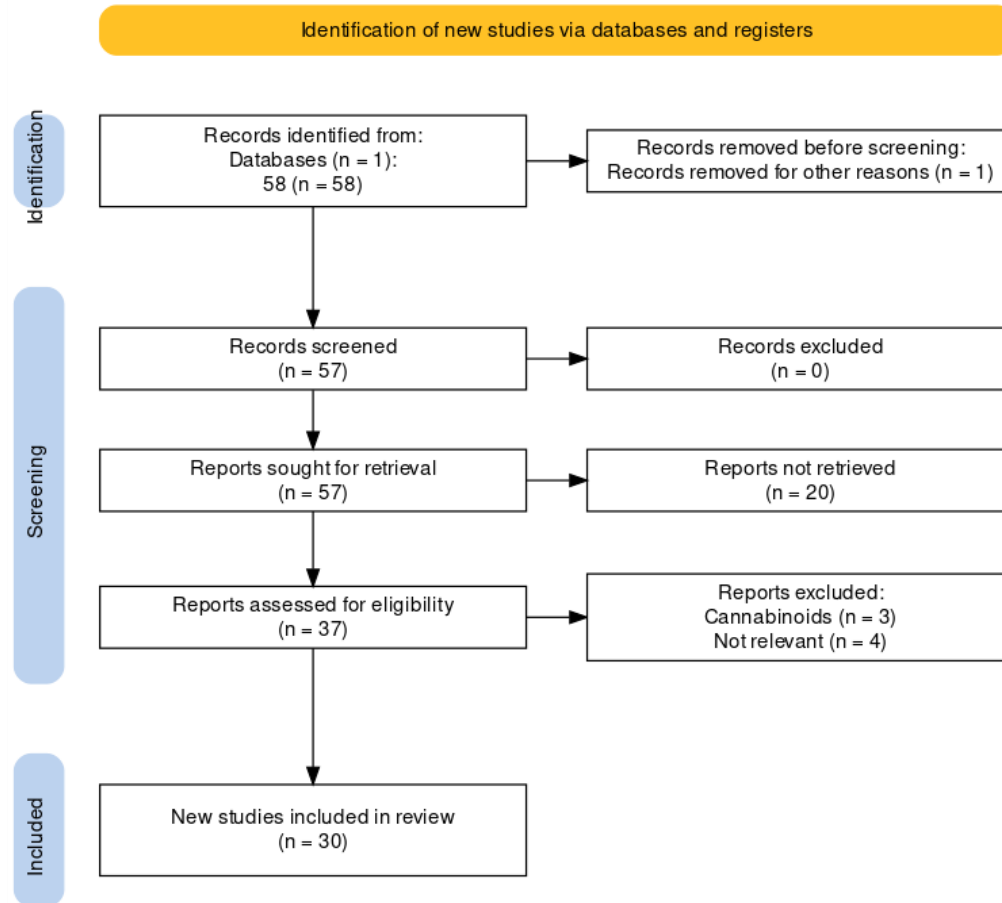 Identification of new studies via databases and registers
Identification
Records identified from:
Databases (n = 1):
58 (n = 58)
Records removed before screening:
Records removed for other reasons (n = 1)
Screening
Records screened
(n = 57)
Records excluded
(n = 0)
Reports sought for retrieval
(n = 57)
Reports not retrieved
(n = 20)
Reports assessed for eligibility
(n = 37)
Reports excluded:
Cannabinoids (n = 3)
Not relevant (n = 4)
Included
New studies included in review
(n = 30)